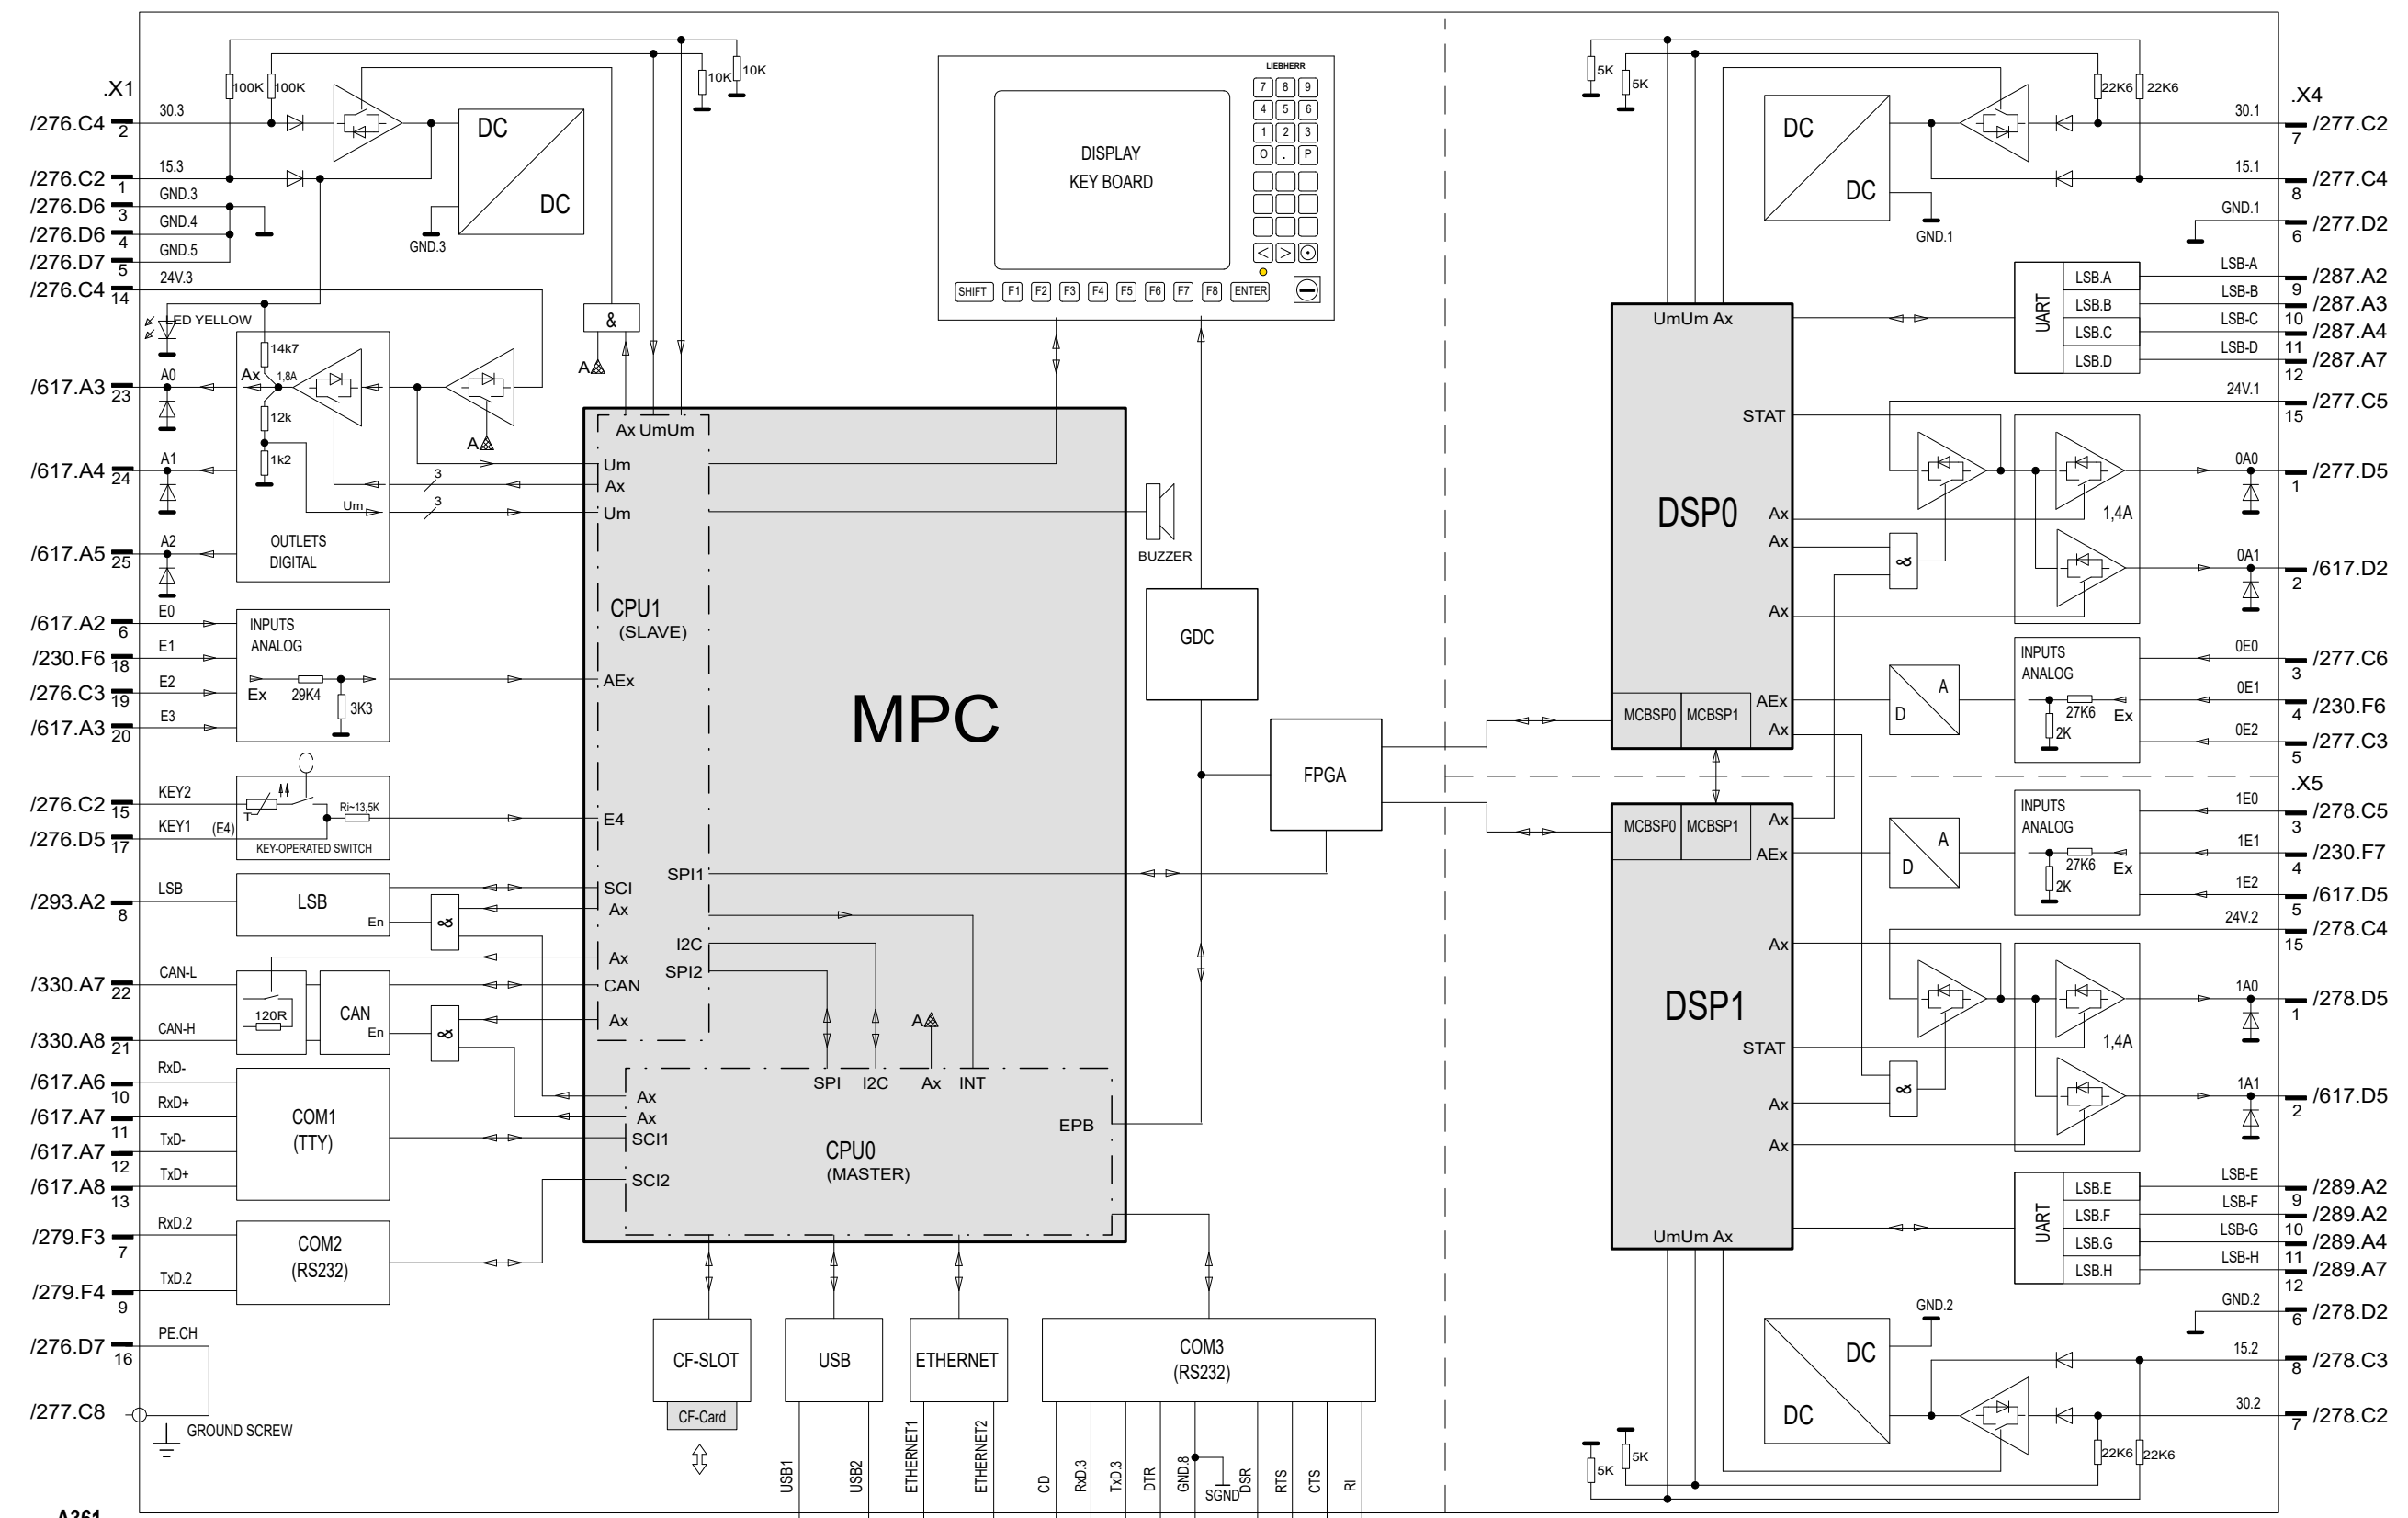 .X1
/276.C4
2
30.3
100K
100K
10K
10K
DC
DC
GND.3
/276.C2
1
15.3
/276.D6
3
GND.3
/276.D6
4
GND.4
/276.D7
5
GND.5
/276.C4
14
24V.3
LED YELLOW
14k7
&
A
/617.A3
23
A0
Ax
1,8A
12k
1k2
A
/617.A4
24
A1
Um
3
3
/617.A5
25
A2
OUTLETS
DIGITAL
/617.A2
6
E0
/230.F6
18
E1
/276.C3
19
E2
/617.A3
20
E3
INPUTS
ANALOG
Ex
29K4
3K3
/276.C2
15
KEY2
/276.D5
17
KEY1
(E4)
T
Ri~13,5K
KEY-OPERATED SWITCH
/293.A2
8
LSB
LSB
En
&
/330.A7
22
CAN-L
/330.A8
21
CAN-H
120R
CAN
En
&
/617.A6
10
RxD-
/617.A7
11
RxD+
/617.A7
12
TxD-
/617.A8
13
TxD+
COM1
(TTY)
/279.F3
7
RxD.2
/279.F4
9
TxD.2
COM2
(RS232)
/276.D7
16
PE.CH
/277.C8
GROUND SCREW
A361
LIEBHERR
DISPLAY
KEY BOARD
7 8 9
4 5 6
1 2 3
O . P
< >
SHIFT F1 F2 F3 F4 F5 F6 F7 F8 ENTER
Ax UmUm
Um
Ax
Um
CPU1
(SLAVE)
MPC
AEx
E4
SPI1
SCI
Ax
I2C
Ax
SPI2
CAN
Ax
A
SPI I2C Ax INT
Ax
Ax
SCI1
SCI2
EPB
CPU0
(MASTER)
BUZZER
GDC
FPGA
CF-SLOT
CF-Card
USB
ETHERNET
COM3
(RS232)
USB1
USB2
ETHERNET1
ETHERNET2
CD
RxD.3
TxD.3
DTR
GND.8
SGND
DSR
RTS
CTS
RI
5K
5K
DC
DC
GND.1
22K6
22K6
.X4
30.1
/277.C2
7
15.1
/277.C4
8
GND.1
/277.D2
6
UmUm Ax
UART
LSB.A
LSB.B
LSB.C
LSB.D
LSB-A
/287.A2
9
LSB-B
/287.A3
10
LSB-C
/287.A4
11
LSB-D
/287.A7
12
24V.1
/277.C5
15
STAT
DSP0
Ax
Ax
Ax
&
1,4A
0A0
/277.D5
1
0A1
/617.D2
2
MCBSP0
MCBSP1
AEx
Ax
A
D
INPUTS
ANALOG
27K6
2K
Ex
0E0
/277.C6
3
0E1
/230.F6
4
0E2
/277.C3
5
.X5
MCBSP0
MCBSP1
Ax
AEx
A
D
INPUTS
ANALOG
27K6
2K
Ex
1E0
/278.C5
3
1E1
/230.F7
4
1E2
/617.D5
5
24V.2
/278.C4
15
Ax
DSP1
STAT
Ax
Ax
&
1,4A
1A0
/278.D5
1
1A1
/617.D5
2
UmUm Ax
UART
LSB.E
LSB.F
LSB.G
LSB.H
LSB-E
/289.A2
9
LSB-F
/289.A2
10
LSB-G
/289.A4
11
LSB-H
/289.A7
12
GND.2
/278.D2
6
GND.2
DC
DC
15.2
/278.C3
8
30.2
/278.C2
7
5K
5K
22K6
22K6